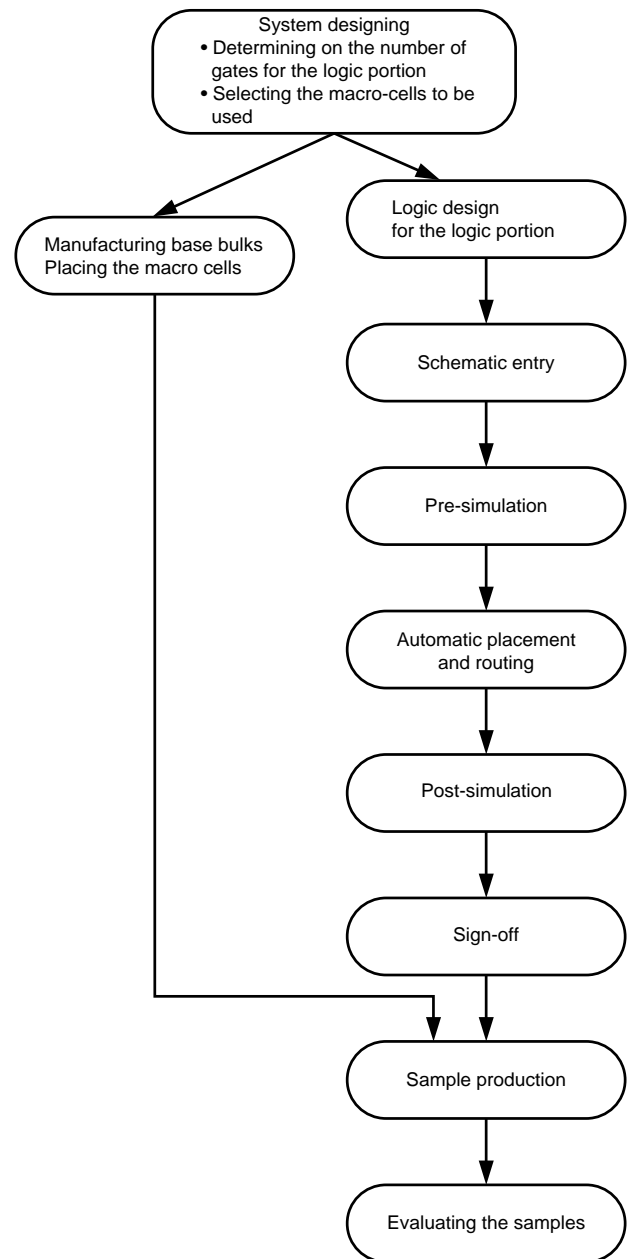 System designing
• Determining on the number of
gates for the logic portion
• Selecting the macro-cells to be
used
Manufacturing base bulks
Placing the macro cells
Logic design
for the logic portion
Schematic entry
Pre-simulation
Automatic placement
and routing
Post-simulation
Sign-off
Sample production
Evaluating the samples